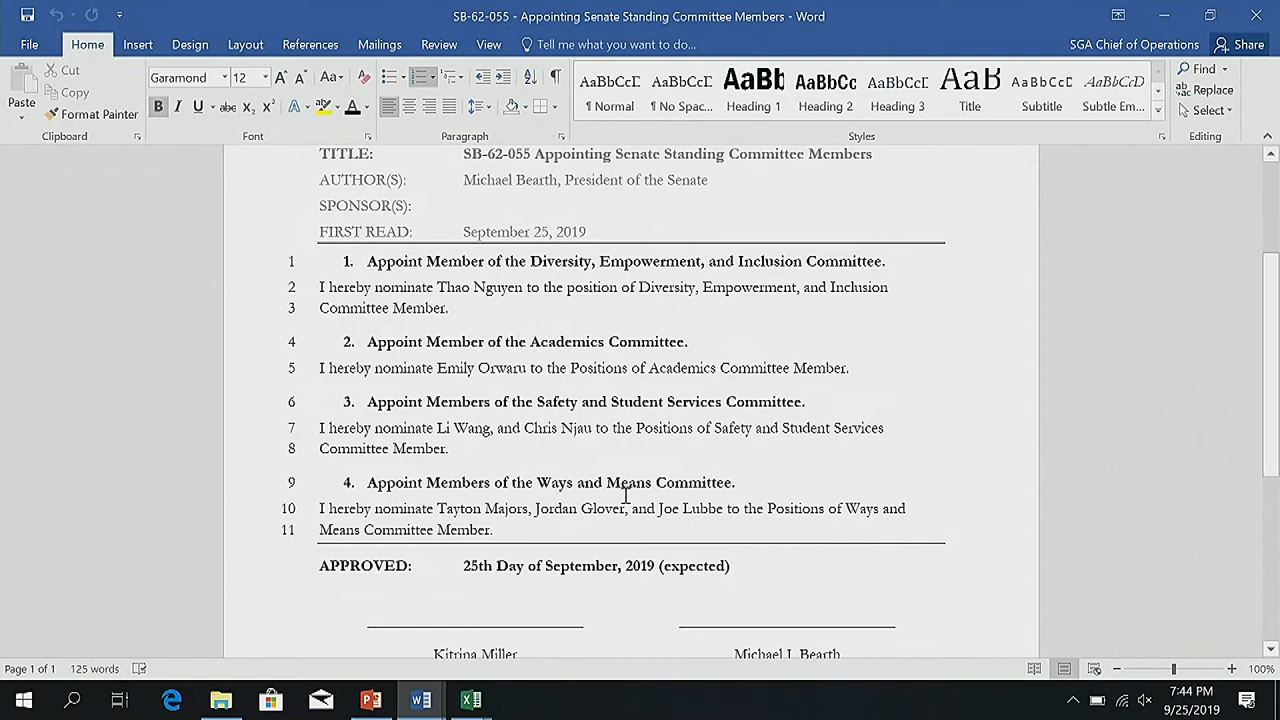 SB-62-055 - Appointing Senate Standing Committee Members - Word
File Home Insert Design Layout References Mailings Review View Tell me what you want to do... SGA Chief of Operations Share
Paste
Cut
Copy
Format Painter
Clipboard
Garamond 12
Font
Paragraph
AaBbCcD AaBbCcD AaBb AaBbCc AaBbCcD AaB AaBbCcD AaBbCcD
¶ Normal ¶ No Spac... Heading 1 Heading 2 Heading 3 Title Subtitle Subtle Em...
Styles
Find
Replace
Select
Editing
TITLE: SB-62-055 Appointing Senate Standing Committee Members
AUTHOR(S): Michael Bearth, President of the Senate
SPONSOR(S):
FIRST READ: September 25, 2019
1 1. Appoint Member of the Diversity, Empowerment, and Inclusion Committee.
2 I hereby nominate Thao Nguyen to the position of Diversity, Empowerment, and Inclusion
3 Committee Member.
4 2. Appoint Member of the Academics Committee.
5 I hereby nominate Emily Orwaru to the Positions of Academics Committee Member.
6 3. Appoint Members of the Safety and Student Services Committee.
7 I hereby nominate Li Wang, and Chris Njau to the Positions of Safety and Student Services
8 Committee Member.
9 4. Appoint Members of the Ways and Means Committee.
10 I hereby nominate Tayton Majors, Jordan Glover, and Joe Lubbe to the Positions of Ways and
11 Means Committee Member.
APPROVED: 25th Day of September, 2019 (expected)
Kitrina Miller Michael J. Bearth
Page 1 of 1 125 words 100%
7:44 PM
9/25/2019